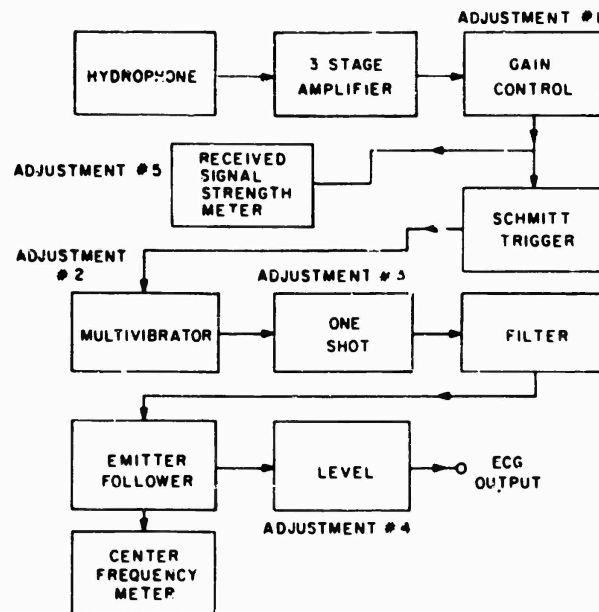 ADJUSTMENT #1
HYDROPHONE
3 STAGE
AMPLIFIER
GAIN
CONTROL
ADJUSTMENT #5
RECEIVED
SIGNAL
STRENGTH
METER
SCHMITT
TRIGGER
ADJUSTMENT
#2
ADJUSTMENT #3
MULTIVIBRATOR
ONE
SHOT
FILTER
EMITTER
FOLLOWER
LEVEL
ECG
OUTPUT
ADJUSTMENT #4
CENTER
FREQUENCY
METER